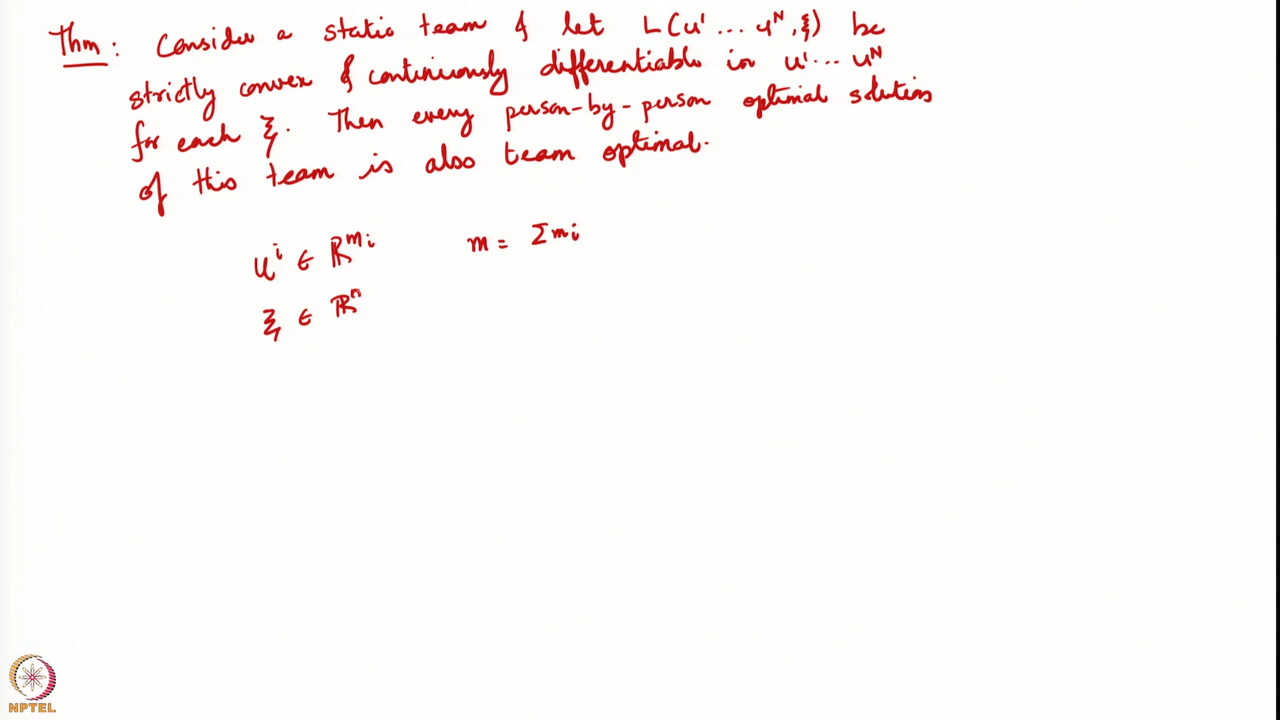 Thm: Consider a static team & let L(u¹ ... uᴺ, ξ) be
strictly convex & continuously differentiable in u¹ ... uᴺ
for each ξ. Then every person-by-person optimal solution
of this team is also team optimal.
uⁱ ∈ ℝ^{mᵢ} m = Σmᵢ
ξ ∈ ℝⁿ
NPTEL